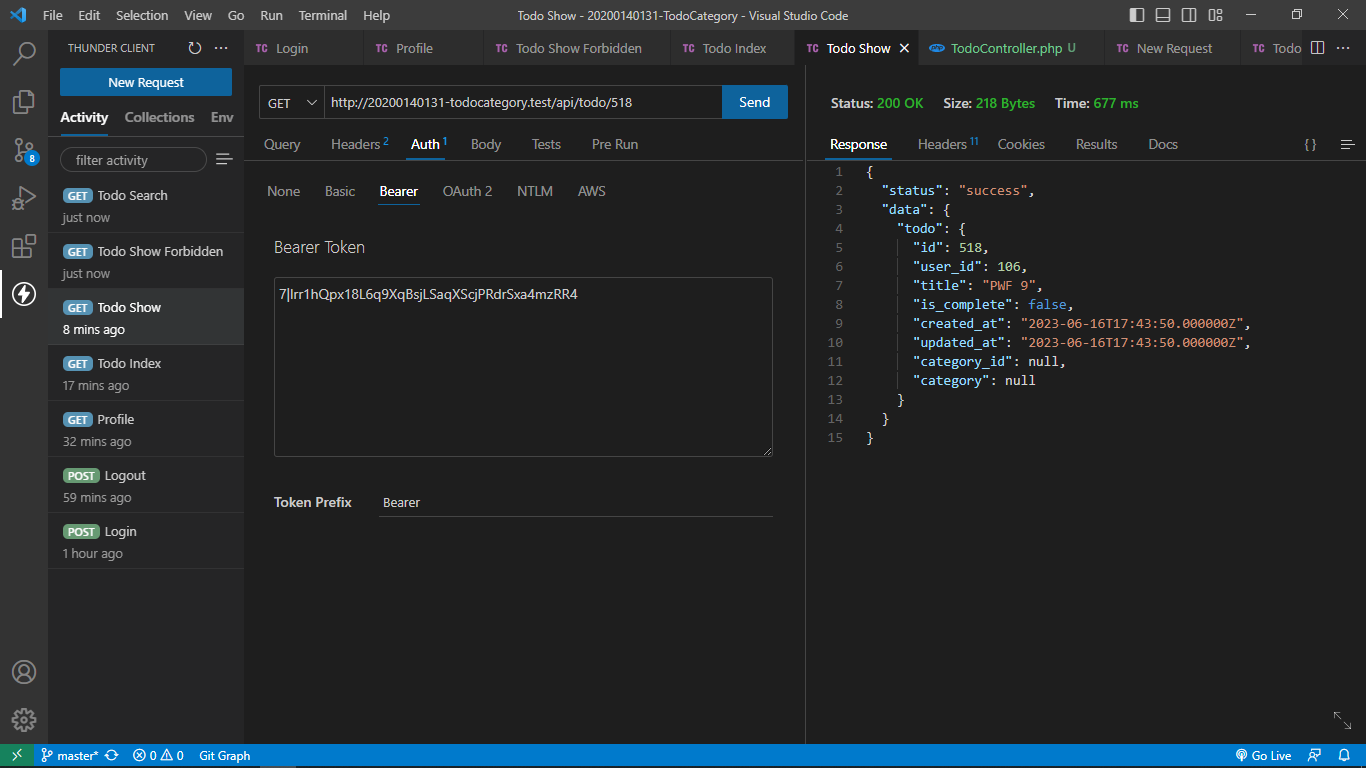 File Edit Selection View Go Run Terminal Help
Todo Show - 20200140131-TodoCategory - Visual Studio Code
THUNDER CLIENT
New Request
Activity Collections Env
filter activity
GET Todo Search
just now
GET Todo Show Forbidden
just now
GET Todo Show
8 mins ago
GET Todo Index
17 mins ago
GET Profile
32 mins ago
POST Logout
59 mins ago
POST Login
1 hour ago
8
TC Login TC Profile TC Todo Show Forbidden TC Todo Index TC Todo Show php TodoController.php U TC New Request TC Todo
GET http://20200140131-todocategory.test/api/todo/518 Send
Query Headers 2 Auth 1 Body Tests Pre Run
None Basic Bearer OAuth 2 NTLM AWS
Bearer Token
7|Irr1hQpx18L6q9XqBsjLSaqXScjPRdrSxa4mzRR4
Token Prefix Bearer
Status: 200 OK Size: 218 Bytes Time: 677 ms
Response Headers 11 Cookies Results Docs { }
1 {
2 "status": "success",
3 "data": {
4 "todo": {
5 "id": 518,
6 "user_id": 106,
7 "title": "PWF 9",
8 "is_complete": false,
9 "created_at": "2023-06-16T17:43:50.000000Z",
10 "updated_at": "2023-06-16T17:43:50.000000Z",
11 "category_id": null,
12 "category": null
13 }
14 }
15 }
master* 0 0 Git Graph
Go Live